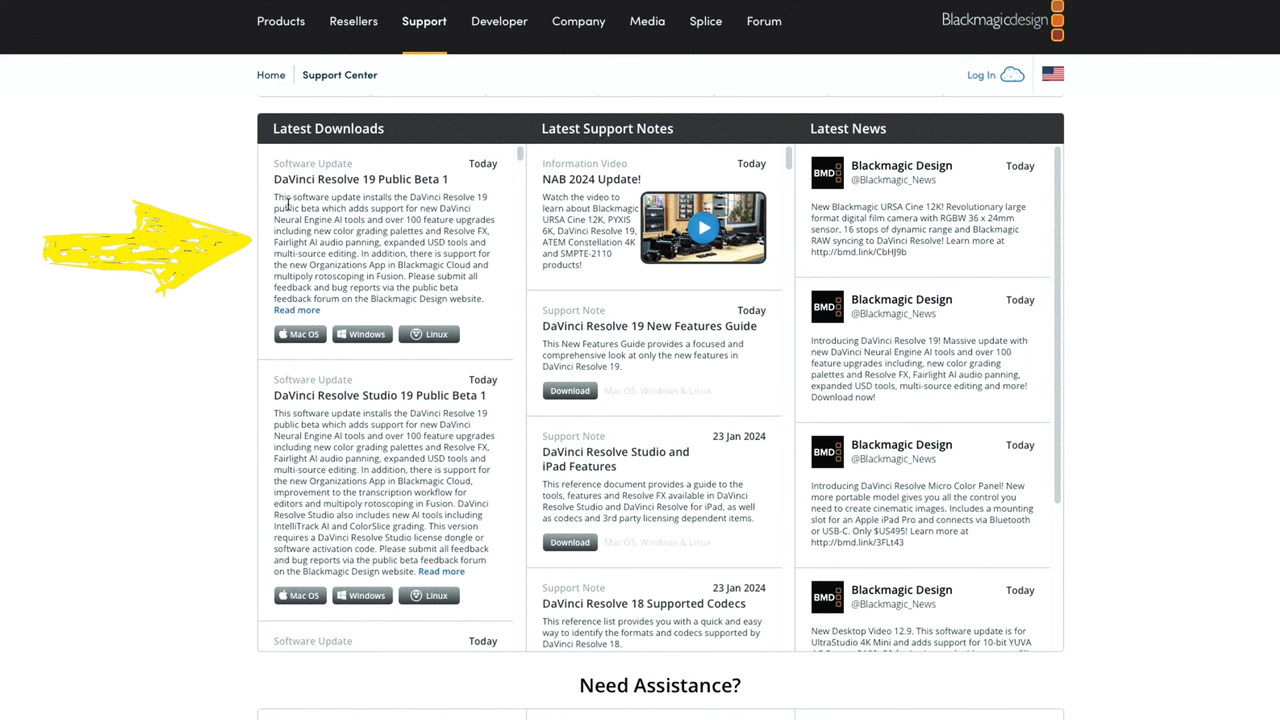 Products Resellers Support Developer Company Media Splice Forum Blackmagicdesign
Home Support Center Log In
Latest Downloads
Software Update Today
DaVinci Resolve 19 Public Beta 1
This software update installs the DaVinci Resolve 19
public beta which adds support for new DaVinci
Neural Engine AI tools and over 100 feature upgrades
including new color grading palettes and Resolve FX,
Fairlight AI audio panning, expanded USD tools and
multi-source editing. In addition, there is support for
the new Organizations App in Blackmagic Cloud and
multipoly rotoscoping in Fusion. Please submit all
feedback and bug reports via the public beta
feedback forum on the Blackmagic Design website.
Read more
Mac OS Windows Linux
Software Update Today
DaVinci Resolve Studio 19 Public Beta 1
This software update installs the DaVinci Resolve 19
public beta which adds support for new DaVinci
Neural Engine AI tools and over 100 feature upgrades
including new color grading palettes and Resolve FX,
Fairlight AI audio panning, expanded USD tools and
multi-source editing. In addition, there is support for
the new Organizations App in Blackmagic Cloud,
improvement to the transcription workflow for
editors and multipoly rotoscoping in Fusion. DaVinci
Resolve Studio also includes new AI tools including
IntelliTrack AI and ColorSlice grading. This version
requires a DaVinci Resolve Studio license dongle or
software activation code. Please submit all feedback
and bug reports via the public beta feedback forum
on the Blackmagic Design website. Read more
Mac OS Windows Linux
Software Update Today
Latest Support Notes
Information Video Today
NAB 2024 Update!
Watch the video to
learn about Blackmagic
URSA Cine 12K, PYXIS
6K, DaVinci Resolve 19,
ATEM Constellation 4K
and SMPTE-2110
products!
Support Note Today
DaVinci Resolve 19 New Features Guide
This New Features Guide provides a focused and
comprehensive look at only the new features in
DaVinci Resolve 19.
Download Mac OS, Windows & Linux
Support Note 23 Jan 2024
DaVinci Resolve Studio and
iPad Features
This reference document provides a guide to the
tools, features and Resolve FX available in DaVinci
Resolve Studio and DaVinci Resolve for iPad, as well
as codecs and 3rd party licensing dependent items.
Download Mac OS, Windows & Linux
Support Note 23 Jan 2024
DaVinci Resolve 18 Supported Codecs
This reference list provides you with a quick and easy
way to identify the formats and codecs supported by
DaVinci Resolve 18.
Latest News
BMD Blackmagic Design Today
@Blackmagic_News
New Blackmagic URSA Cine 12K! Revolutionary large
format digital film camera with RGBW 36 x 24mm
sensor, 16 stops of dynamic range and Blackmagic
RAW syncing to DaVinci Resolve! Learn more at
http://bmd.link/CbHJ9b
BMD Blackmagic Design Today
@Blackmagic_News
Introducing DaVinci Resolve 19! Massive update with
new DaVinci Neural Engine AI tools and over 100
feature upgrades including, new color grading
palettes and Resolve FX, Fairlight AI audio panning,
expanded USD tools, multi-source editing and more!
Download now!
BMD Blackmagic Design Today
@Blackmagic_News
Introducing DaVinci Resolve Micro Color Panel! New
more portable model gives you all the control you
need to create cinematic images. Includes a mounting
slot for an Apple iPad Pro and connects via Bluetooth
or USB-C. Only $US495! Learn more at
http://bmd.link/3FLt43
BMD Blackmagic Design Today
@Blackmagic_News
New Desktop Video 12.9. This software update is for
UltraStudio 4K Mini and adds support for 10-bit YUVA
Need Assistance?